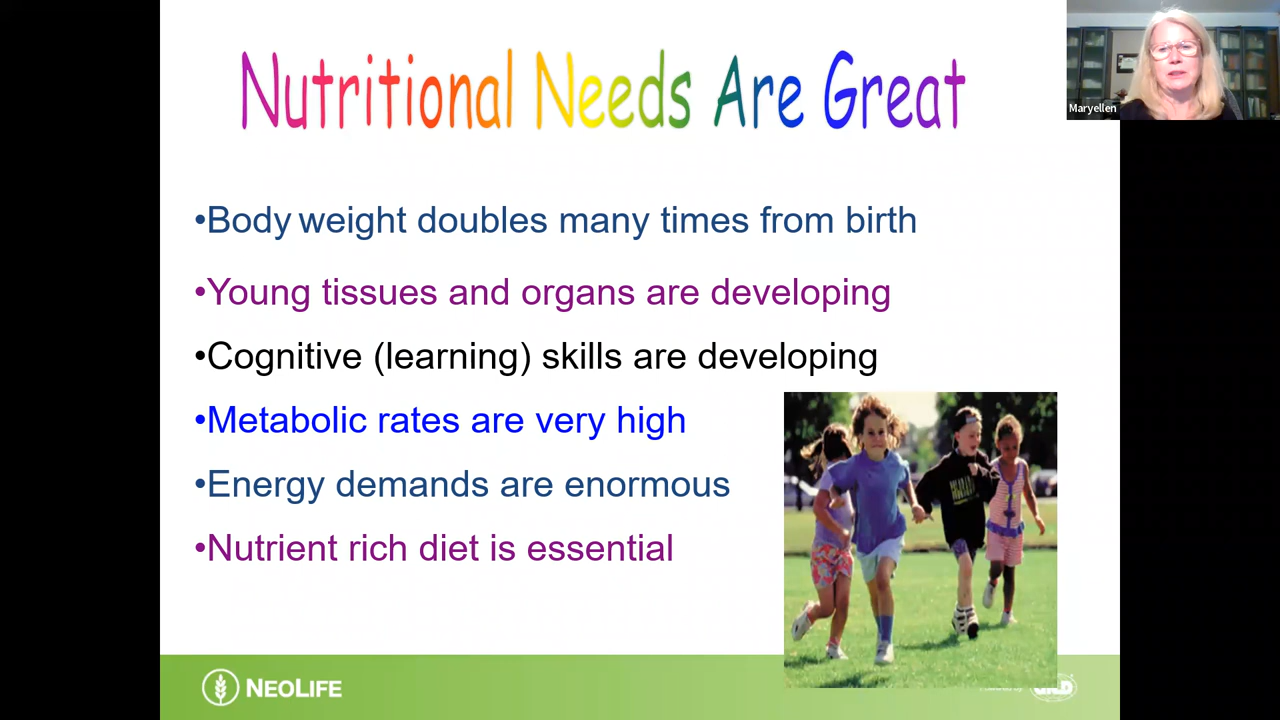 Nutritional Needs Are Great
Maryellen
•Body weight doubles many times from birth
•Young tissues and organs are developing
•Cognitive (learning) skills are developing
•Metabolic rates are very high
•Energy demands are enormous
•Nutrient rich diet is essential
NEOLIFE